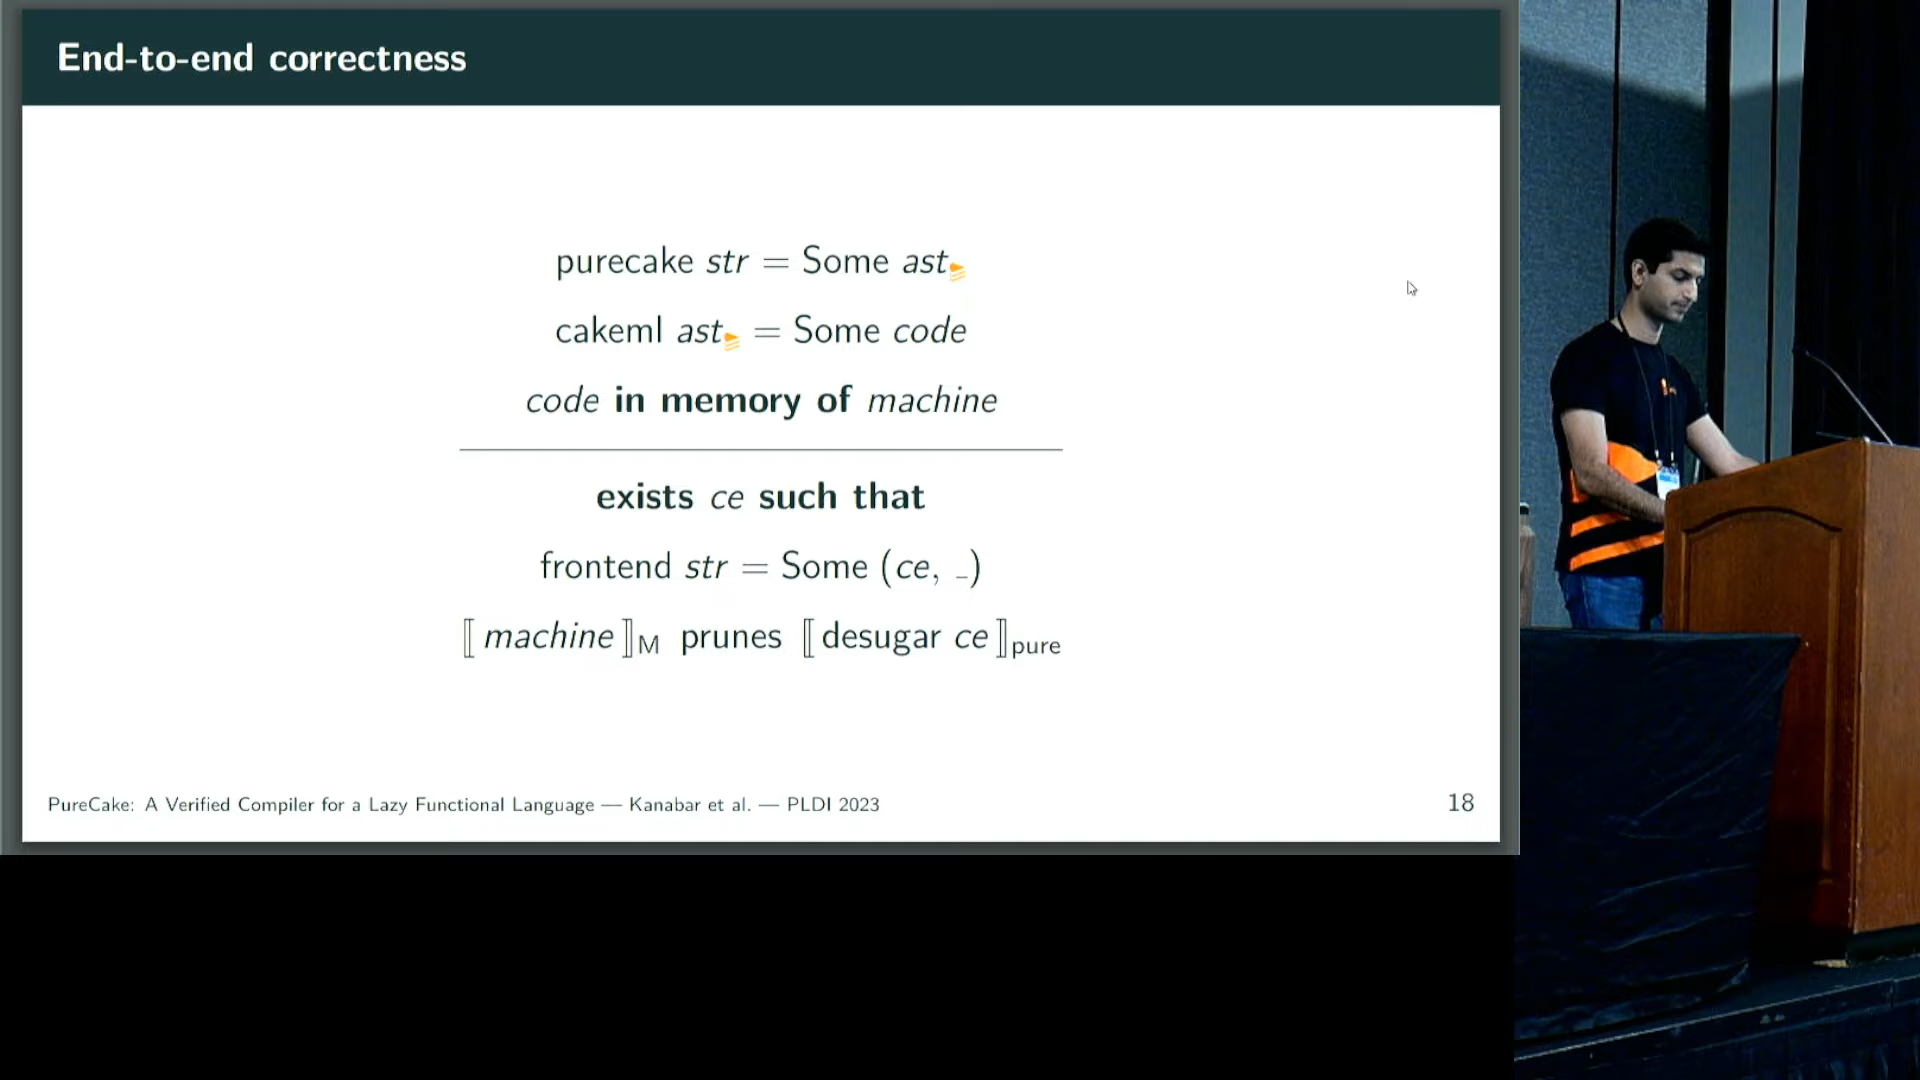 End-to-end correctness
purecake str = Some ast
cakeml ast = Some code
code in memory of machine
exists ce such that
frontend str = Some (ce, _)
⟦ machine ⟧M prunes ⟦ desugar ce ⟧pure
PureCake: A Verified Compiler for a Lazy Functional Language — Kanabar et al. — PLDI 2023
18